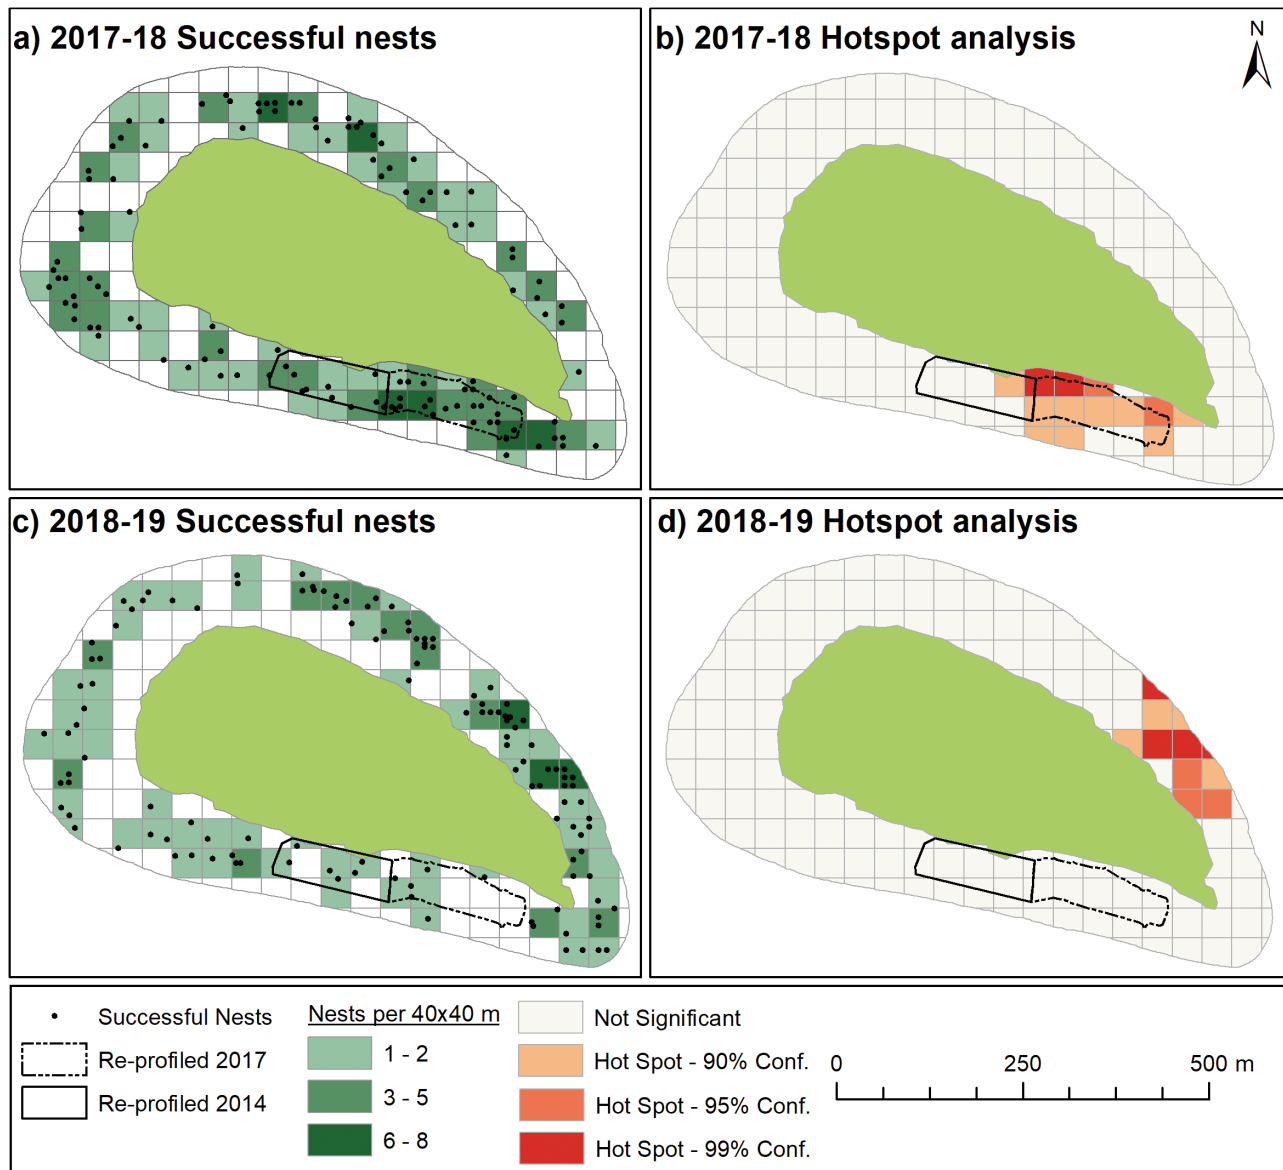 a) 2017-18 Successful nests
b) 2017-18 Hotspot analysis
N
c) 2018-19 Successful nests
d) 2018-19 Hotspot analysis
Successful Nests
Re-profiled 2017
Re-profiled 2014
Nests per 40x40 m
1 - 2
3 - 5
6 - 8
Not Significant
Hot Spot - 90% Conf.
Hot Spot - 95% Conf.
Hot Spot - 99% Conf.
0 250 500 m